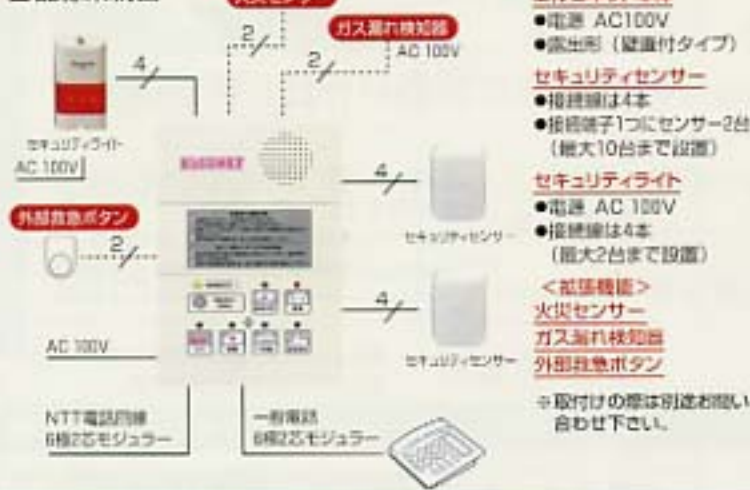 2
ガス漏れ検知器
AC 100V
2
4
セキュリティライト
AC 100V
外部救急ボタン
2
4
セキュリティセンサー
4
セキュリティセンサー
AC 100V
NTT電話回線
6極2芯モジュラー
一般電話
6極2芯モジュラー
●電源 AC100V
●露出形（壁直付タイプ）
セキュリティセンサー
●接続線は4本
●接続端子1つにセンサー2台
（最大10台まで設置）
セキュリティライト
●電源 AC 100V
●接続線は4本
（最大2台まで設置）
＜拡張機能＞
火災センサー
ガス漏れ検知器
外部救急ボタン
※取付けの際は別途お問い
合わせ下さい。